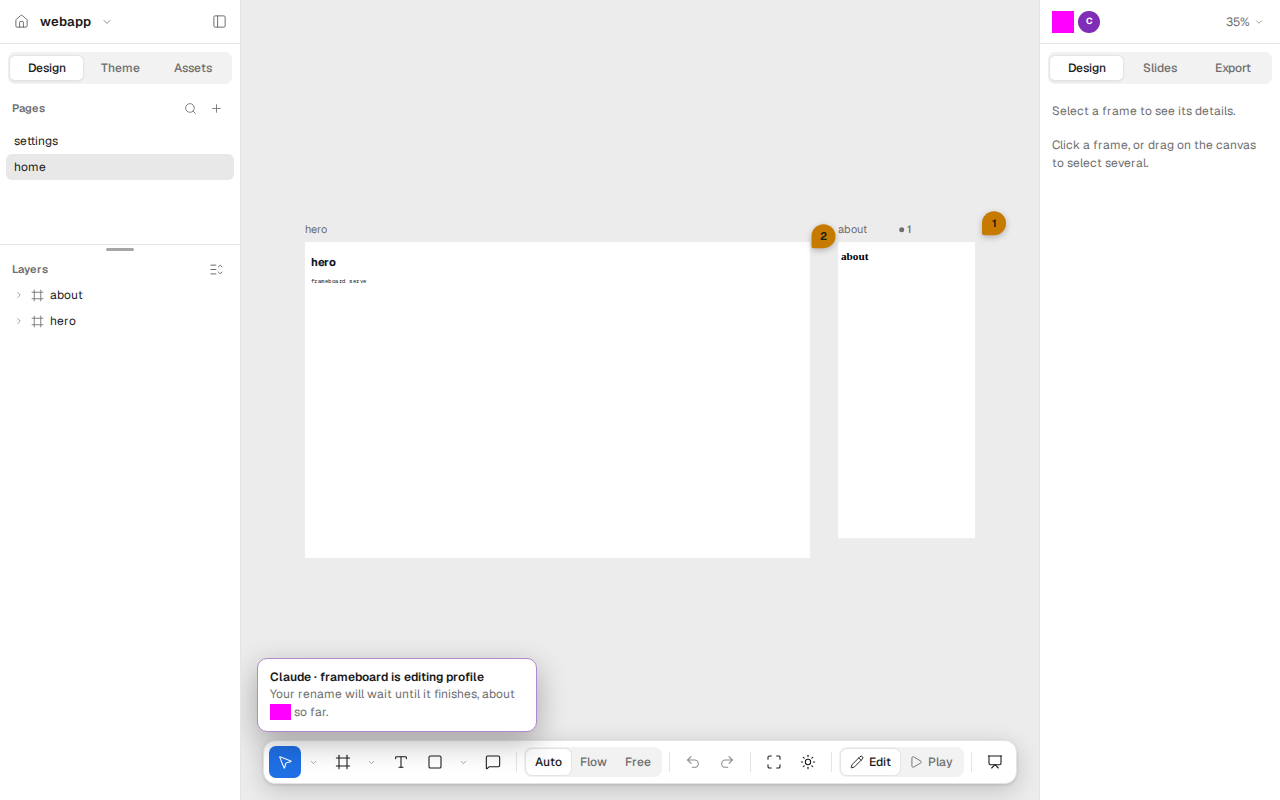 webapp
Design
Theme
Assets
Pages
settings
home
Layers
about
hero
hero
2
about
1
1
hero
frameboard serve
about
Claude · frameboard is editing profile
Your rename will wait until it finishes, about
so far.
Auto
Flow
Free
Edit
Play
C
35%
Design
Slides
Export
Select a frame to see its details.
Click a frame, or drag on the canvas
to select several.